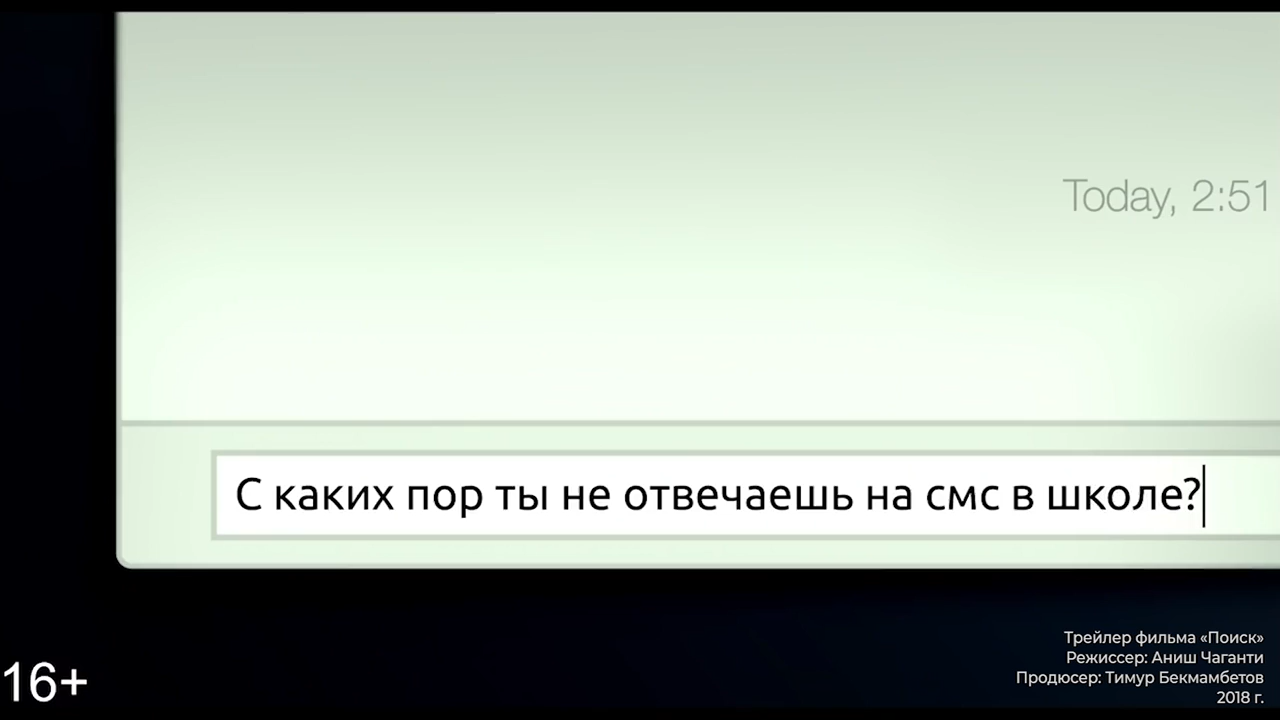 Today, 2:51
С каких пор ты не отвечаешь на смс в школе?
16+
Трейлер фильма «Поиск»
Режиссер: Аниш Чаганти
Продюсер: Тимур Бекмамбетов
2018 г.